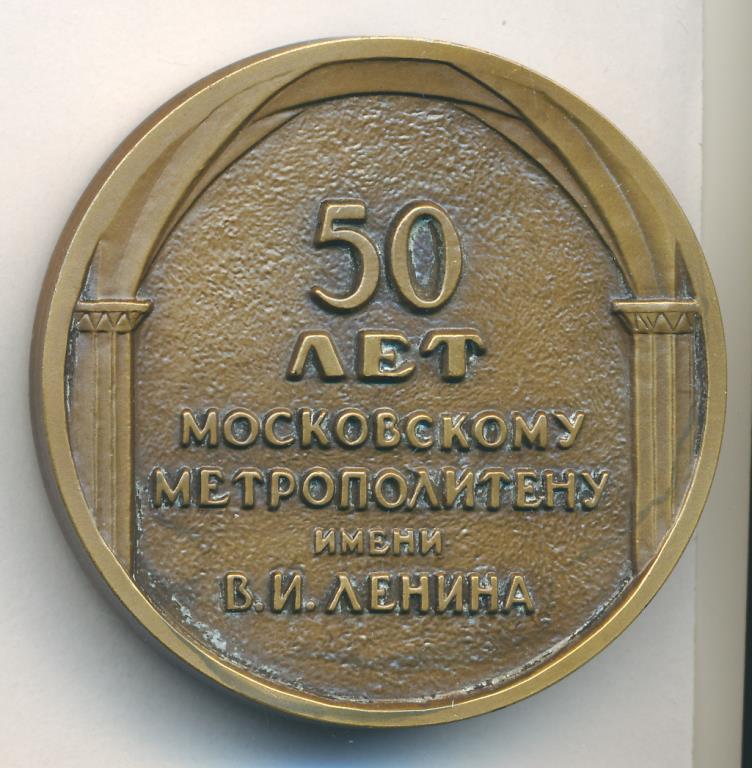 50
ЛЕТ
МОСКОВСКОМУ
МЕТРОПОЛИТЕНУ
ИМЕНИ
В.И. ЛЕНИНА